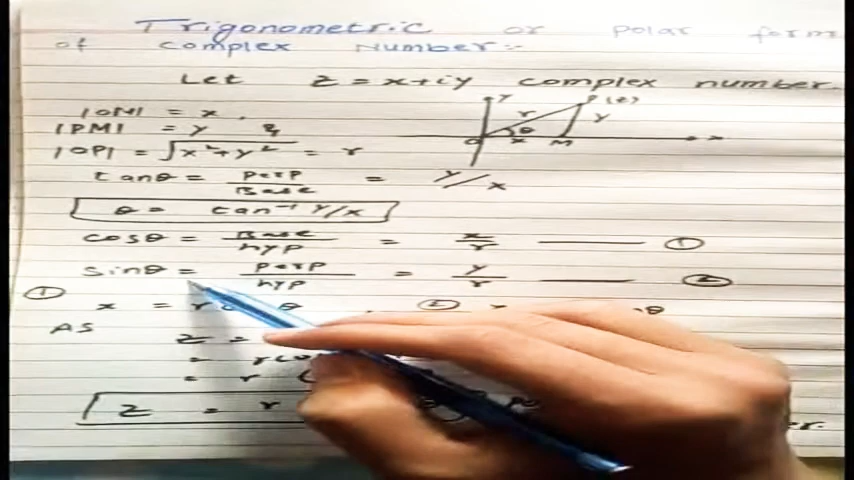 Trigonometric or polar form
of complex Number:-
Let z = x+iy complex number.
|OM| = x,
|PM| = y &
|OP| = √x²+y² = r
tanθ = Perp/Base = y/x
θ = tan⁻¹ y/x
cosθ = Base/hyp = x/r ——— ①
sinθ = Perp/hyp = y/r ——— ②
y P(z) r y θ O x M x
① x = r θ ② θ
As z =
= r
= r (
z = r